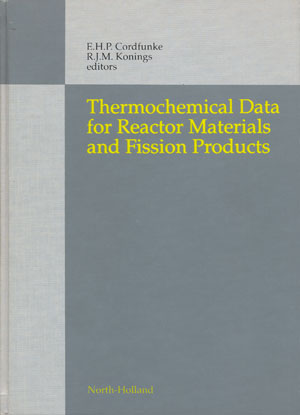 E.H.P. Cordfunke
R.J.M. Konings
editors
Thermochemical Data
for Reactor Materials
and Fission Products
North-Holland